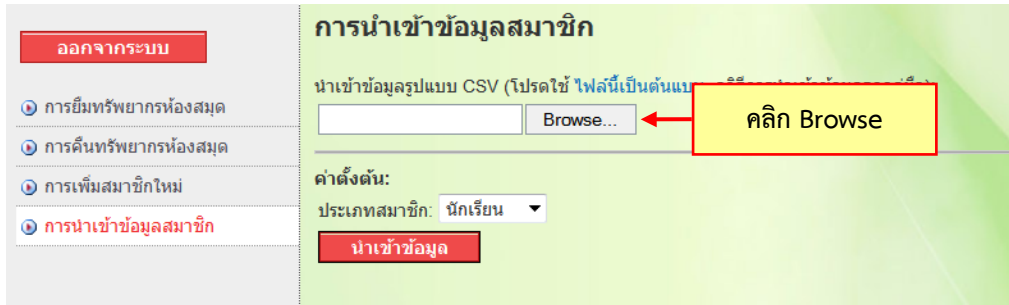 ออกจากระบบ
การยืมทรัพยากรห้องสมุด
การคืนทรัพยากรห้องสมุด
การเพิ่มสมาชิกใหม่
การนำเข้าข้อมูลสมาชิก
การนำเข้าข้อมูลสมาชิก
นำเข้าข้อมูลรูปแบบ CSV (โปรดใช้ ไฟล์นี้เป็นต้นแบบ
Browse...
คลิก Browse
ค่าตั้งต้น:
ประเภทสมาชิก: นักเรียน
นำเข้าข้อมูล